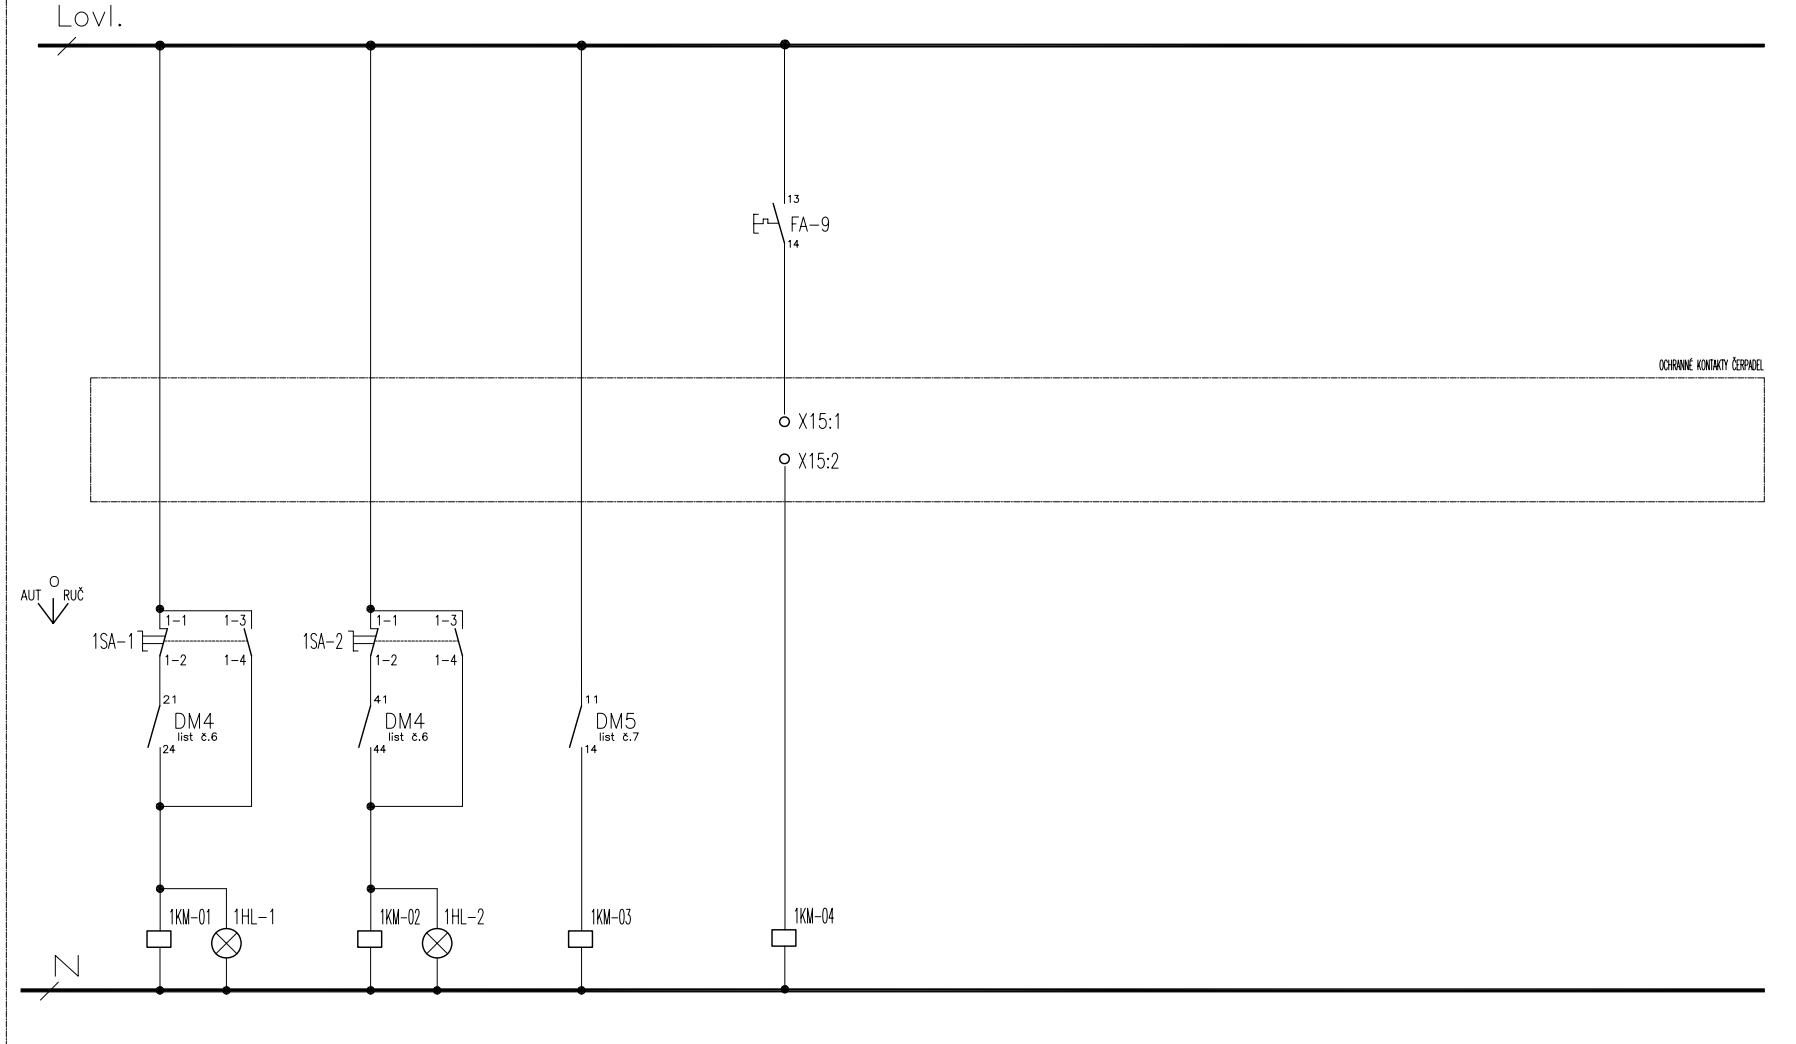 Lovl.
13
FA-9
14
OCHRANNÉ KONTAKTY ČERPADEL
X15:1
X15:2
O
AUT RUČ
1-1 1-3 1-1 1-3
1SA-1 1SA-2
1-2 1-4 1-2 1-4
21 41 11
DM4 DM4 DM5
list č.6 list č.6 list č.7
24 44 14
1KM-01 1HL-1 1KM-02 1HL-2 1KM-03 1KM-04
N